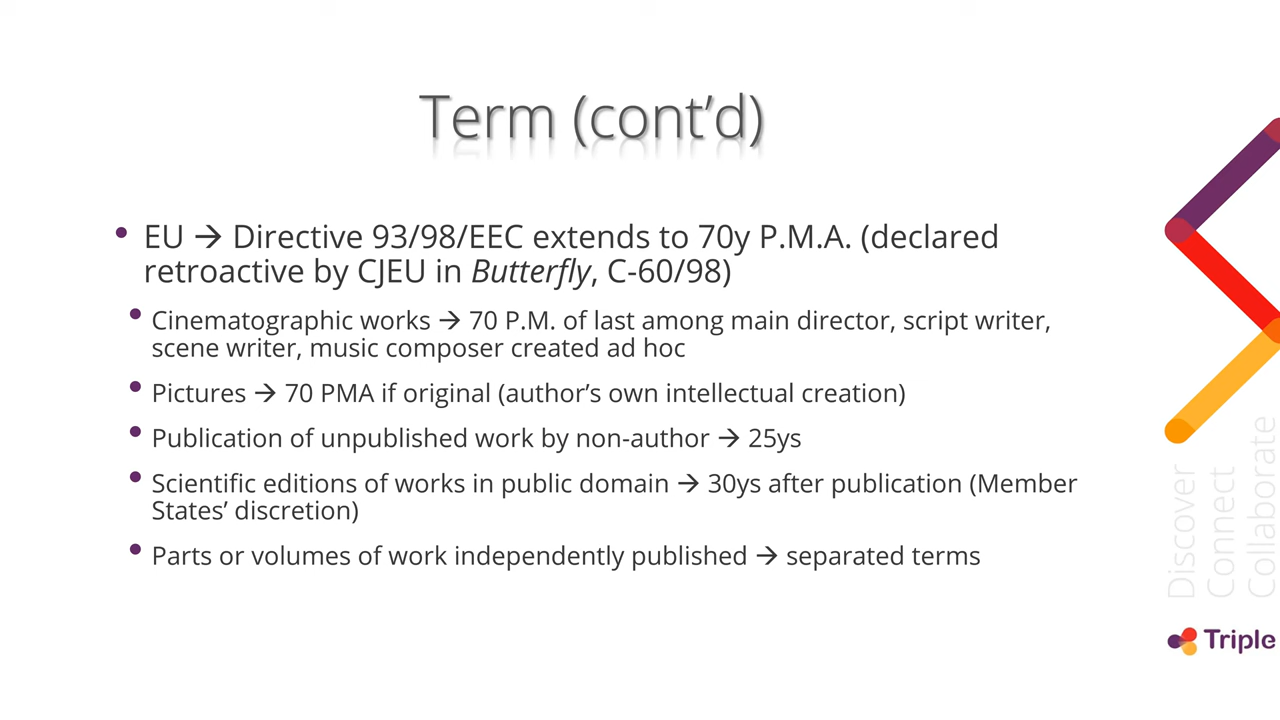 Term (cont’d)
• EU → Directive 93/98/EEC extends to 70y P.M.A. (declared
retroactive by CJEU in Butterfly, C-60/98)
• Cinematographic works → 70 P.M. of last among main director, script writer,
scene writer, music composer created ad hoc
• Pictures → 70 PMA if original (author’s own intellectual creation)
• Publication of unpublished work by non-author → 25ys
• Scientific editions of works in public domain → 30ys after publication (Member
States’ discretion)
• Parts or volumes of work independently published → separated terms
Discover
Connect
Collaborate
Triple